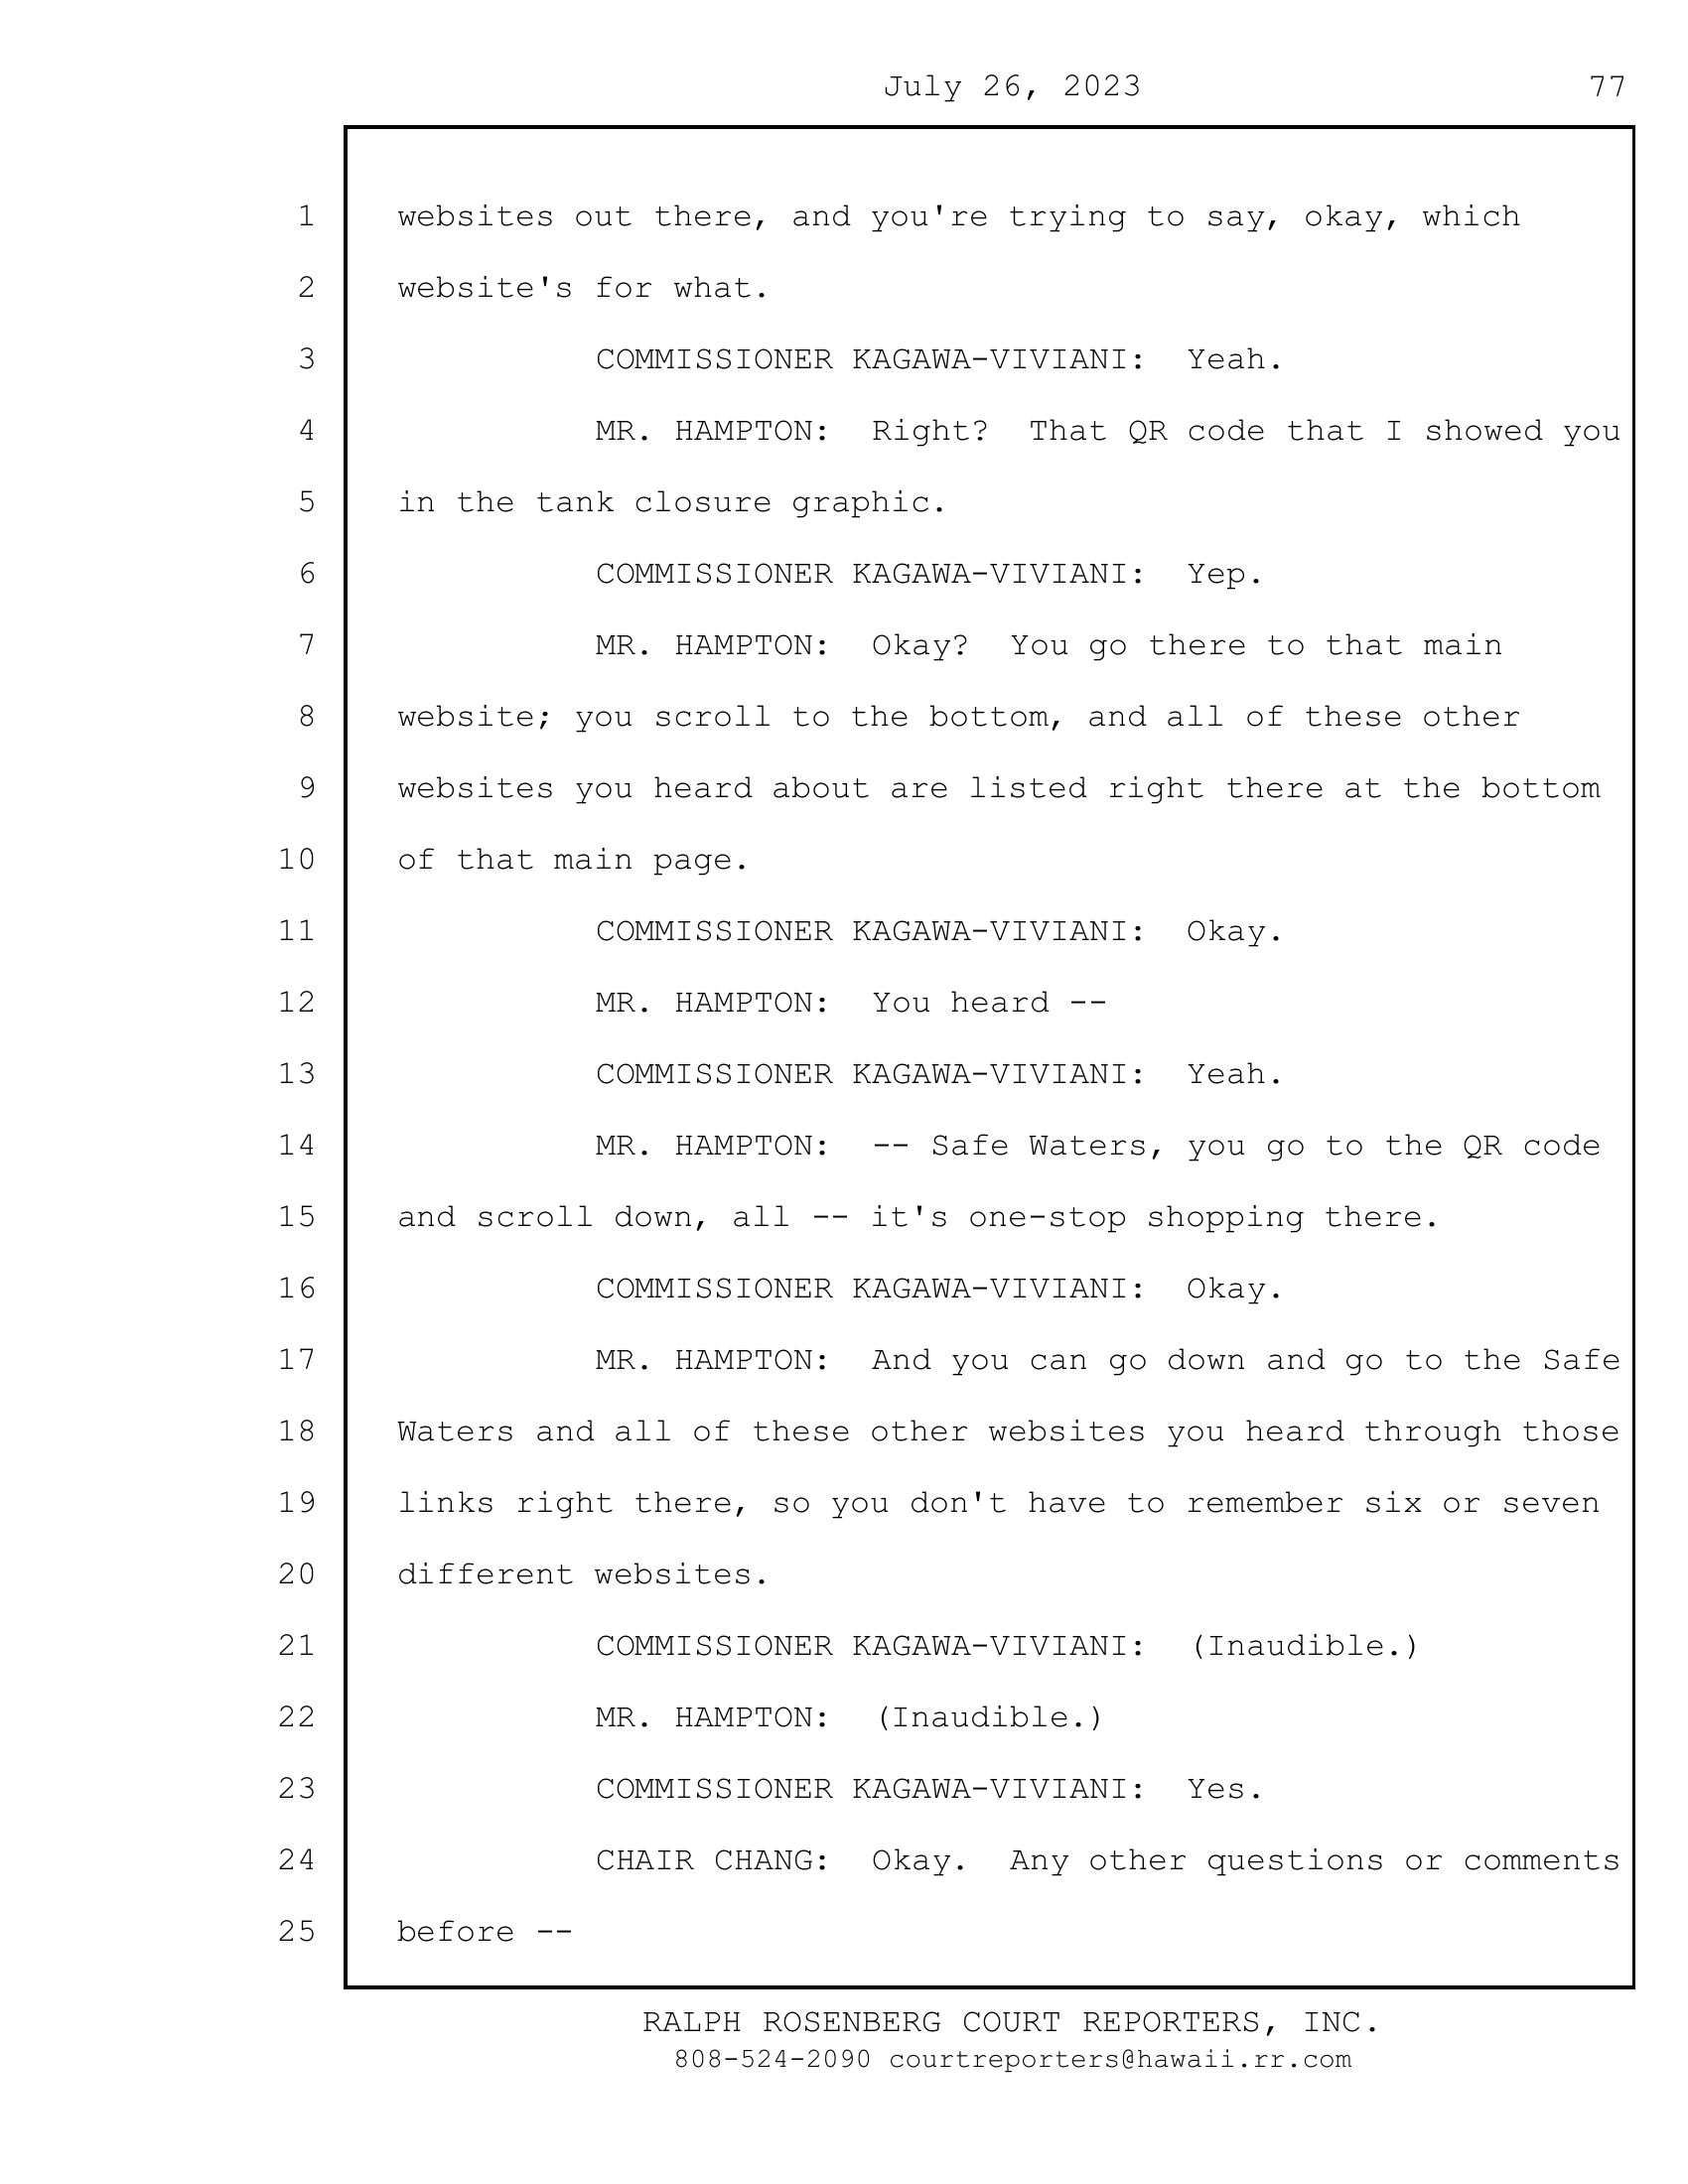 July 26, 2023 77
1 websites out there, and you're trying to say, okay, which
2 website's for what.
3 COMMISSIONER KAGAWA-VIVIANI: Yeah.
4 MR. HAMPTON: Right? That QR code that I showed you
5 in the tank closure graphic.
6 COMMISSIONER KAGAWA-VIVIANI: Yep.
7 MR. HAMPTON: Okay? You go there to that main
8 website; you scroll to the bottom, and all of these other
9 websites you heard about are listed right there at the bottom
10 of that main page.
11 COMMISSIONER KAGAWA-VIVIANI: Okay.
12 MR. HAMPTON: You heard --
13 COMMISSIONER KAGAWA-VIVIANI: Yeah.
14 MR. HAMPTON: -- Safe Waters, you go to the QR code
15 and scroll down, all -- it's one-stop shopping there.
16 COMMISSIONER KAGAWA-VIVIANI: Okay.
17 MR. HAMPTON: And you can go down and go to the Safe
18 Waters and all of these other websites you heard through those
19 links right there, so you don't have to remember six or seven
20 different websites.
21 COMMISSIONER KAGAWA-VIVIANI: (Inaudible.)
22 MR. HAMPTON: (Inaudible.)
23 COMMISSIONER KAGAWA-VIVIANI: Yes.
24 CHAIR CHANG: Okay. Any other questions or comments
25 before --
RALPH ROSENBERG COURT REPORTERS, INC.
808-524-2090 courtreporters@hawaii.rr.com